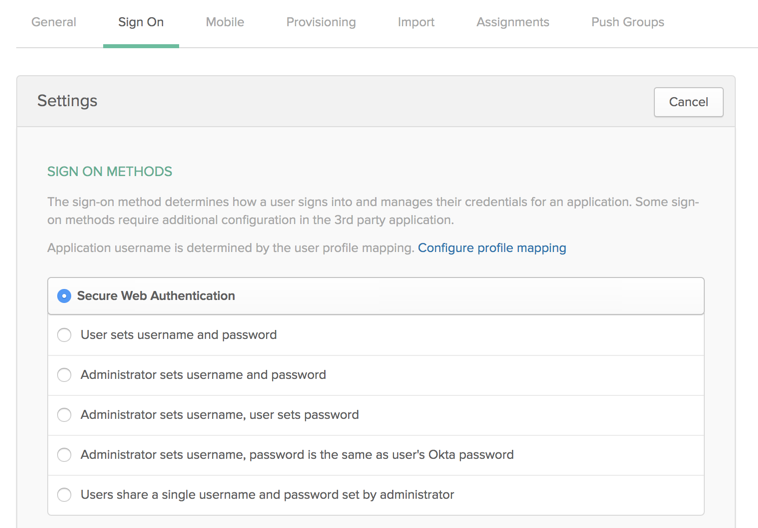 General Sign On Mobile Provisioning Import Assignments Push Groups
Settings Cancel
SIGN ON METHODS
The sign-on method determines how a user signs into and manages their credentials for an application. Some sign-
on methods require additional configuration in the 3rd party application.
Application username is determined by the user profile mapping. Configure profile mapping
Secure Web Authentication
User sets username and password
Administrator sets username and password
Administrator sets username, user sets password
Administrator sets username, password is the same as user's Okta password
Users share a single username and password set by administrator